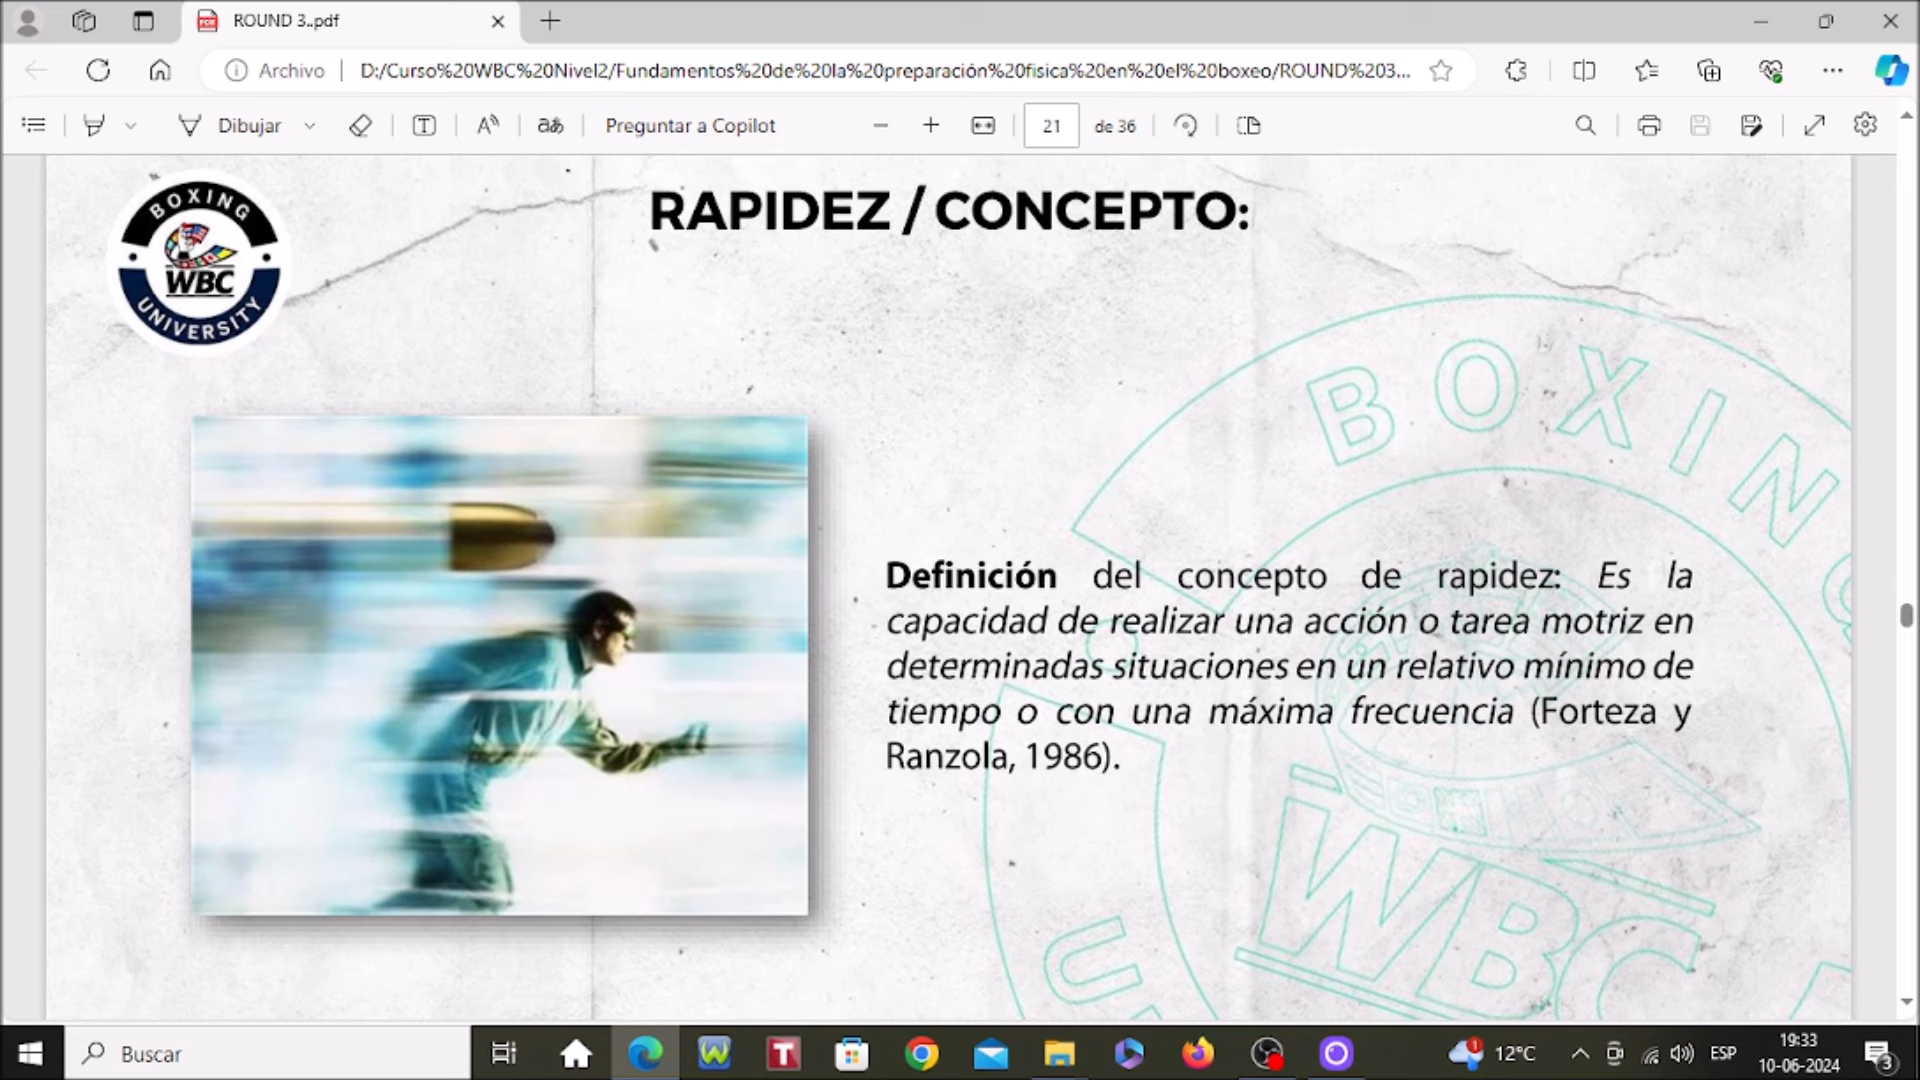 ROUND 3..pdf
Archivo D:/Curso%20WBC%20Nivel2/Fundamentos%20de%20la%20preparación%20fisica%20en%20el%20boxeo/ROUND%203...
Dibujar aあ Preguntar a Copilot 21 de 36
BOXING
WBC
UNIVERSITY
RAPIDEZ / CONCEPTO:
BOXING
Definición del concepto de rapidez: Es la
capacidad de realizar una acción o tarea motriz en
determinadas situaciones en un relativo mínimo de
tiempo o con una máxima frecuencia (Forteza y
Ranzola, 1986).
WBC
Buscar
12°C
ESP
19:33
10-06-2024
3